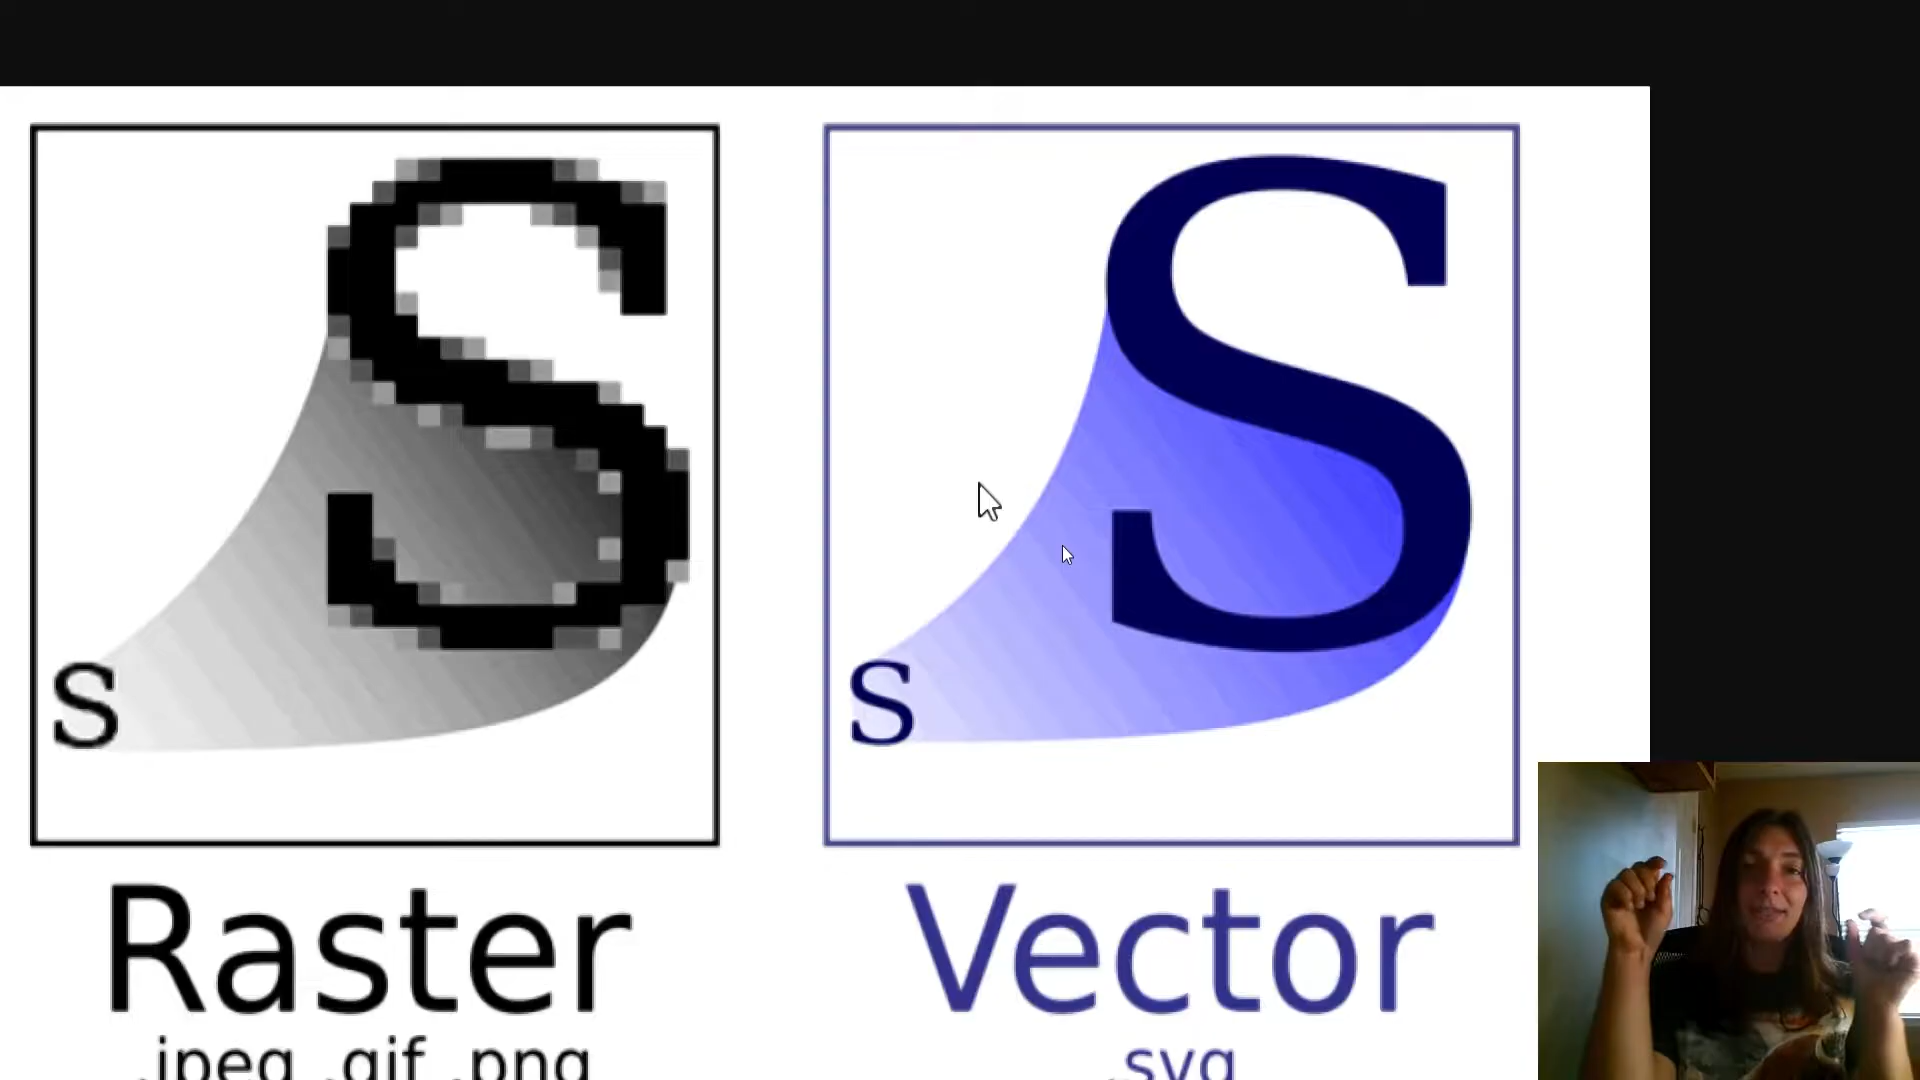 S S
S S
Raster Vector
.jpeg .gif .png .svg